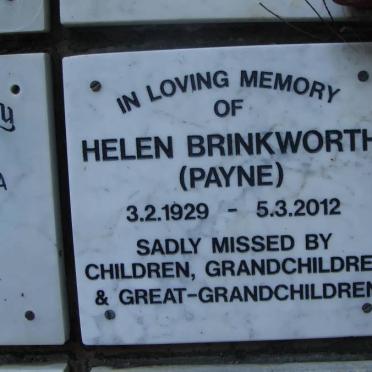 IN LOVING MEMORY
OF
HELEN BRINKWORTH
(PAYNE)
3.2.1929 - 5.3.2012
SADLY MISSED BY
CHILDREN, GRANDCHILDRE
& GREAT-GRANDCHILDREN